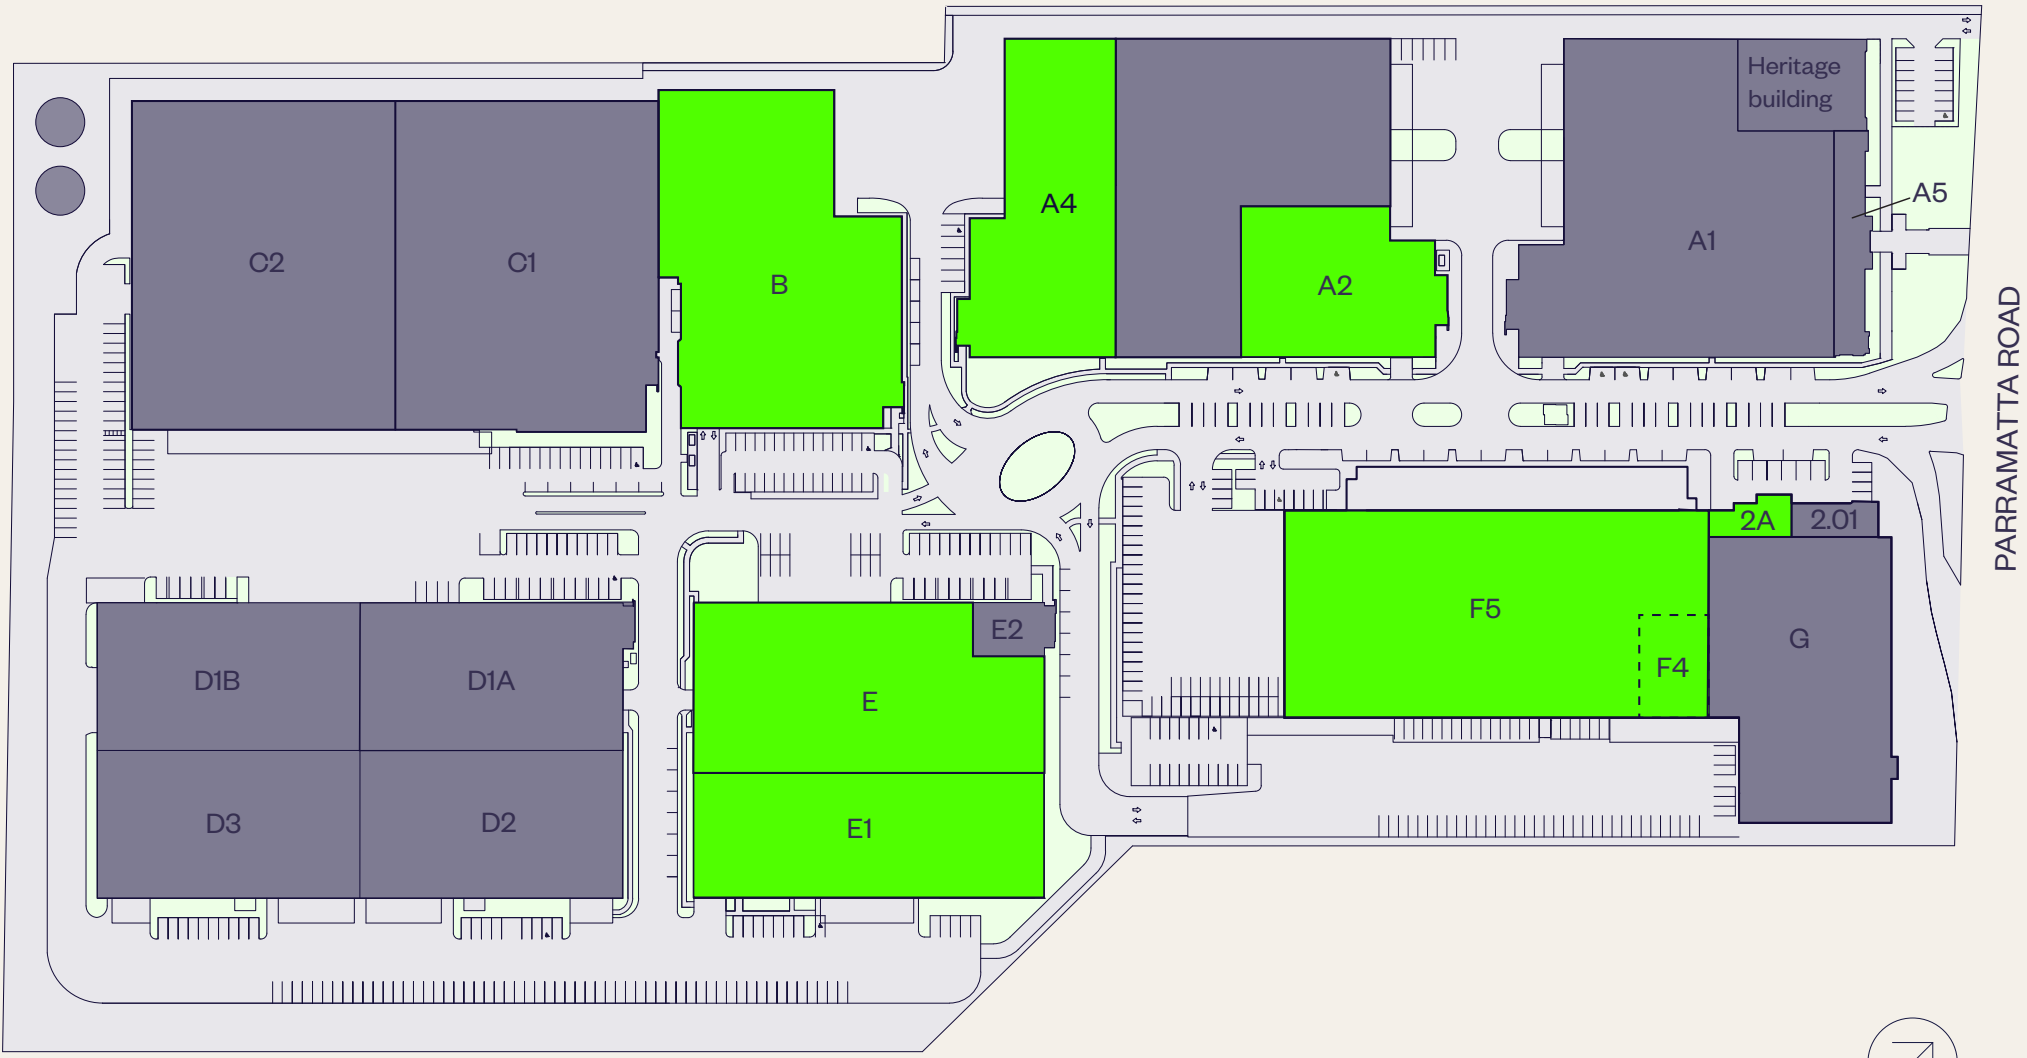 Heritage
building
A4
A5
A1
C2
C1
B
A2
PARRAMATTA ROAD
2A
2.01
F5
E2
G
F4
D1B
D1A
E
D3
D2
E1